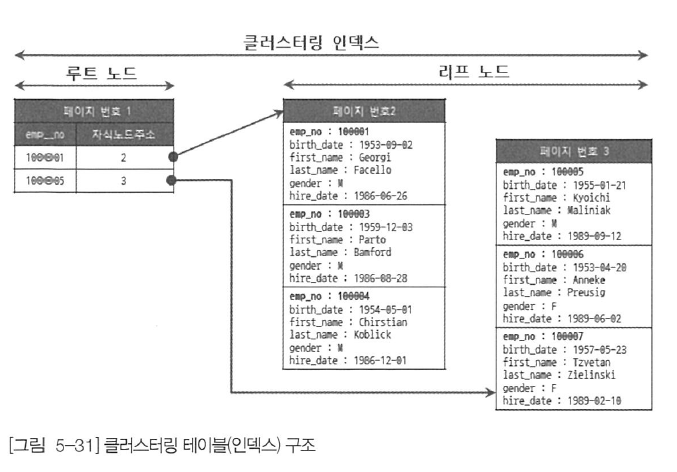 클러스터링 인덱스
루트 노드
리프 노드
페이지 번호 1
emp__no 자식노드주소
100001 2
100005 3
페이지 번호2
emp_no : 100001
birth_date : 1953-09-02
first_name : Georgi
last_name : Facello
gender : M
hire_date : 1986-06-26
emp_no : 100003
birth_date : 1959-12-03
first_name : Parto
last_name : Bamford
gender : M
hire_date : 1986-08-28
emp_no : 100004
birth_date : 1954-05-01
first_name : Chirstian
last_name : Koblick
gender : M
hire_date : 1986-12-01
페이지 번호 3
emp_no : 100005
birth_date : 1955-01-21
first_name : Kyoichi
last_name : Maliniak
gender : M
hire_date : 1989-09-12
emp_no : 100006
birth_date : 1953-04-20
first_name : Anneke
last_name : Preusig
gender : F
hire_date : 1989-06-02
emp_no : 100007
birth_date : 1957-05-23
first_name : Tzvetan
last_name : Zielinski
gender : F
hire_date : 1989-02-10
[그림 5-31] 클러스터링 테이블(인덱스) 구조